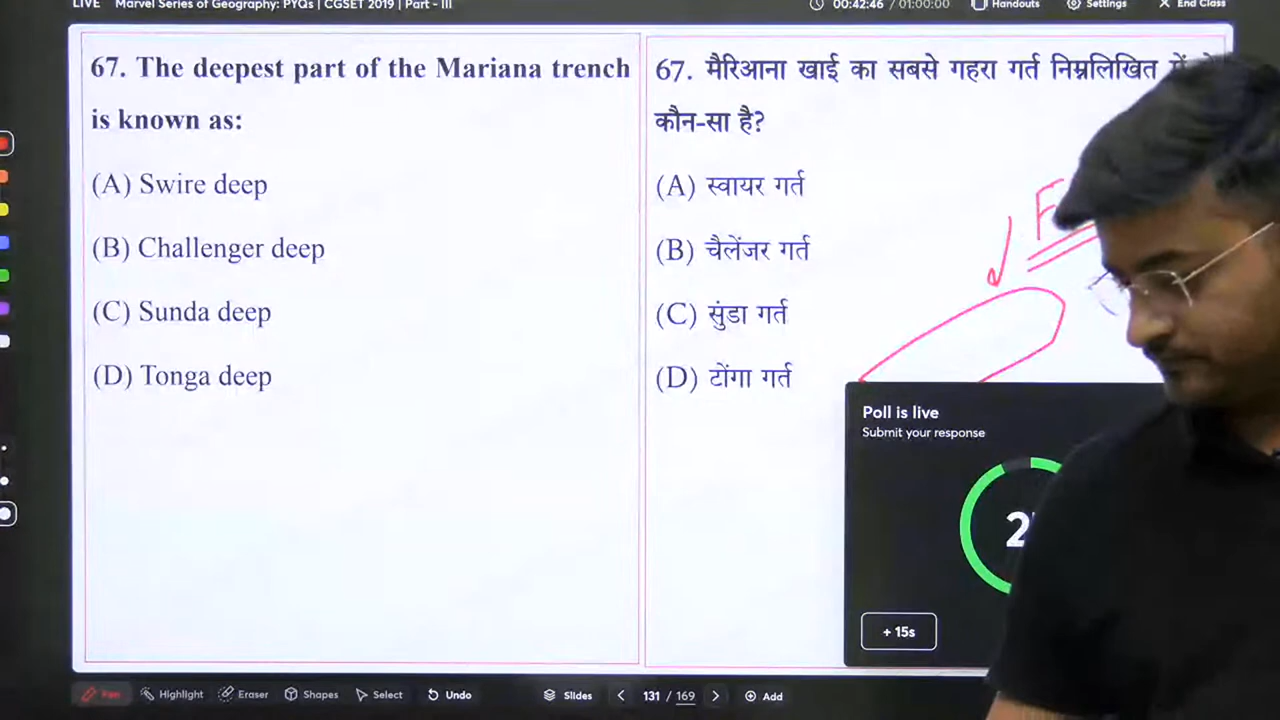 LIVE Marvel Series of Geography: PYQs | CGSET 2019 | Part - III 00:42:46 / 01:00:00 Handouts Settings End Class
67. The deepest part of the Mariana trench
is known as:
(A) Swire deep
(B) Challenger deep
(C) Sunda deep
(D) Tonga deep
67. मैरिआना खाई का सबसे गहरा गर्त निम्नलिखित में
कौन-सा है?
(A) स्वायर गर्त
(B) चैलेंजर गर्त
(C) सुंडा गर्त
(D) टोंगा गर्त
Poll is live
Submit your response
+ 15s
Pen Highlight Eraser Shapes Select Undo Slides 131 / 169 Add